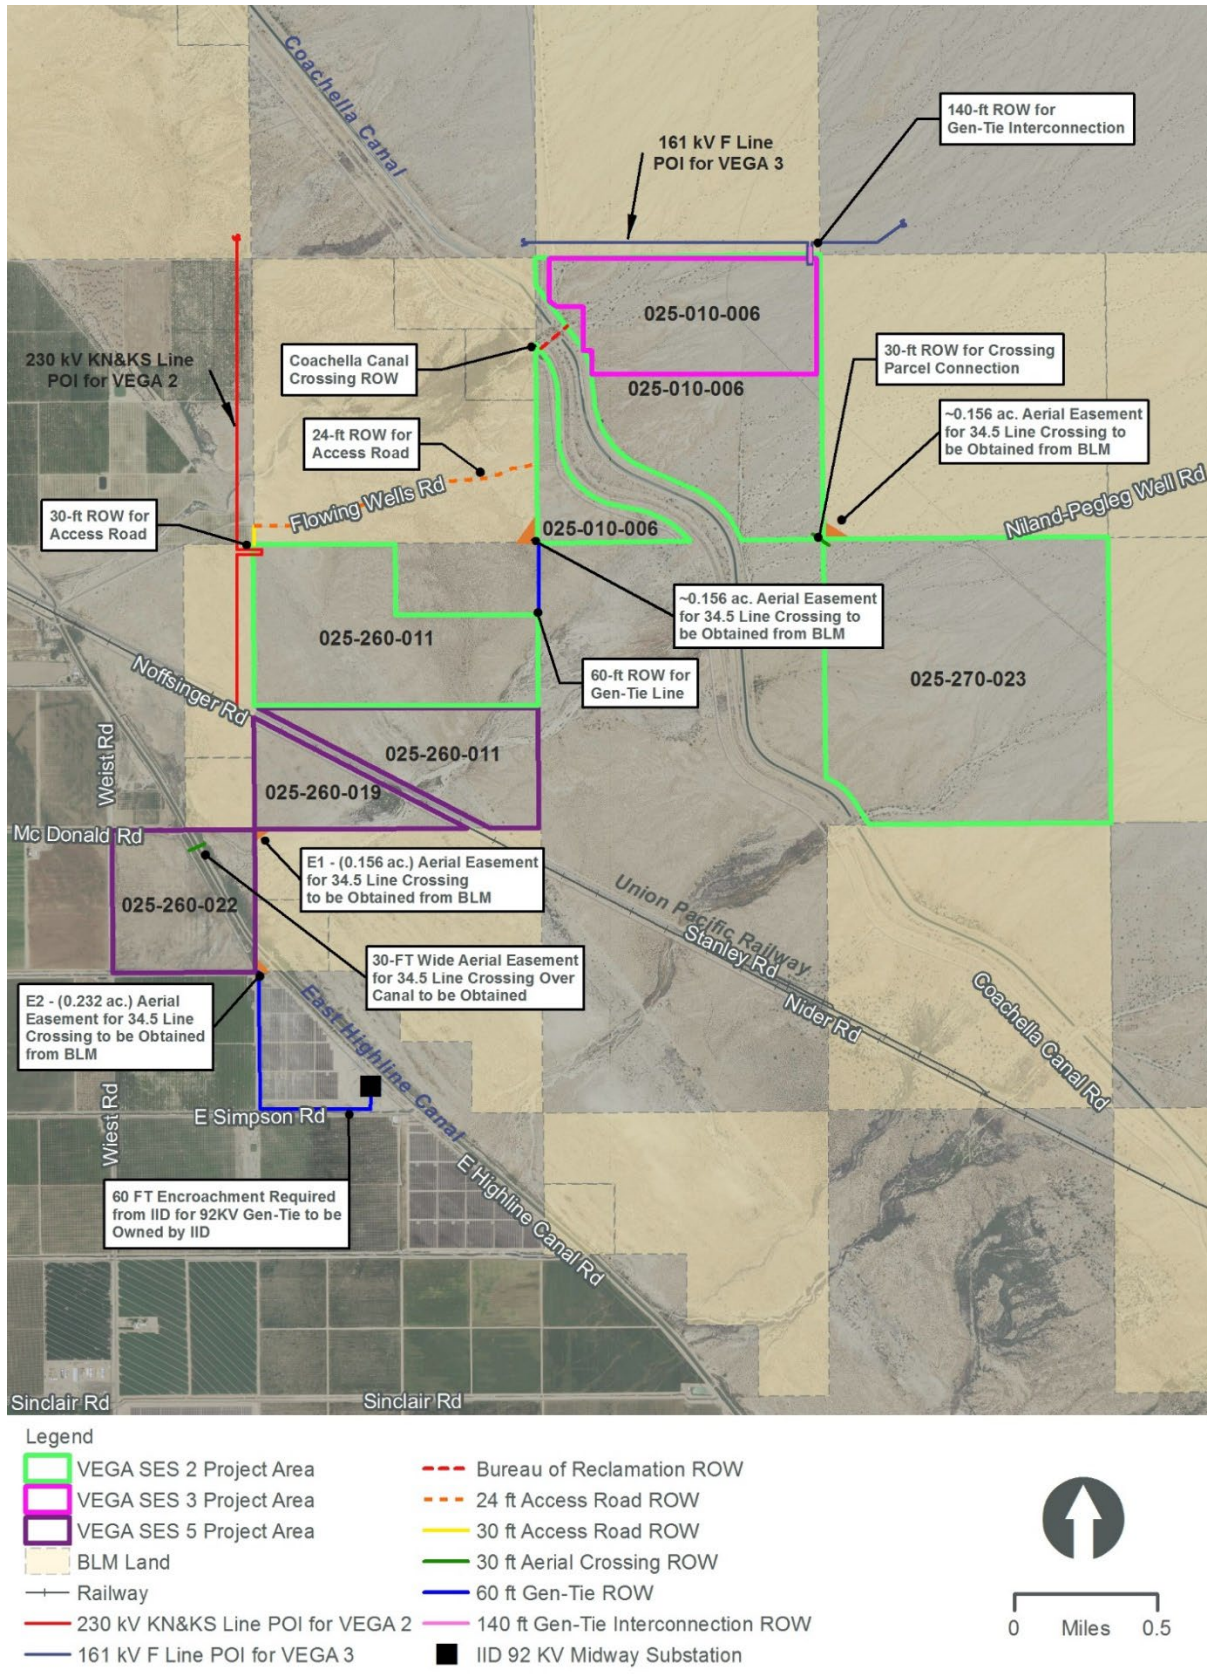 Coachella Canal
140-ft ROW for
Gen-Tie Interconnection
161 kV F Line
POI for VEGA 3
025-010-006
230 kV KN&KS Line
POI for VEGA 2
Coachella Canal
Crossing ROW
30-ft ROW for Crossing
Parcel Connection
025-010-006
24-ft ROW for
Access Road
~0.156 ac. Aerial Easement
for 34.5 Line Crossing to
be Obtained from BLM
Flowing Wells Rd
Niland-Pegleg Well Rd
30-ft ROW for
Access Road
025-010-006
~0.156 ac. Aerial Easement
for 34.5 Line Crossing to
be Obtained from BLM
025-260-011
60-ft ROW for
Gen-Tie Line
025-270-023
Noffsinger Rd
Weist Rd
025-260-011
025-260-019
Mc Donald Rd
E1 - (0.156 ac.) Aerial Easement
for 34.5 Line Crossing
to be Obtained from BLM
025-260-022
Union Pacific Railway
Stanley Rd
Nider Rd
30-FT Wide Aerial Easement
for 34.5 Line Crossing Over
Canal to be Obtained
E2 - (0.232 ac.) Aerial
Easement for 34.5 Line
Crossing to be Obtained
from BLM
East Highline Canal
Coachella Canal Rd
Wiest Rd
E Simpson Rd
60 FT Encroachment Required
from IID for 92KV Gen-Tie to be
Owned by IID
E Highline Canal Rd
Sinclair Rd
Sinclair Rd
Legend
VEGA SES 2 Project Area
VEGA SES 3 Project Area
VEGA SES 5 Project Area
BLM Land
Railway
230 kV KN&KS Line POI for VEGA 2
161 kV F Line POI for VEGA 3
Bureau of Reclamation ROW
24 ft Access Road ROW
30 ft Access Road ROW
30 ft Aerial Crossing ROW
60 ft Gen-Tie ROW
140 ft Gen-Tie Interconnection ROW
IID 92 KV Midway Substation
0 Miles 0.5